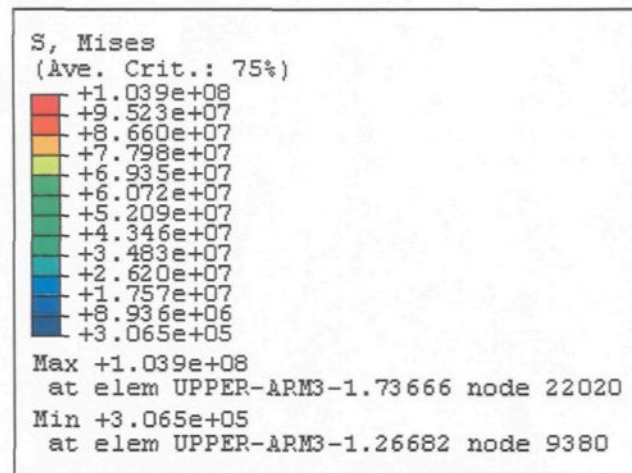 S, Mises
(Ave. Crit.: 75%)
+1.039e+08
+9.523e+07
+8.660e+07
+7.798e+07
+6.935e+07
+6.072e+07
+5.209e+07
+4.346e+07
+3.483e+07
+2.620e+07
+1.757e+07
+8.936e+06
+3.065e+05
Max +1.039e+08
at elem UPPER-ARM3-1.73666 node 22020
Min +3.065e+05
at elem UPPER-ARM3-1.26682 node 9380